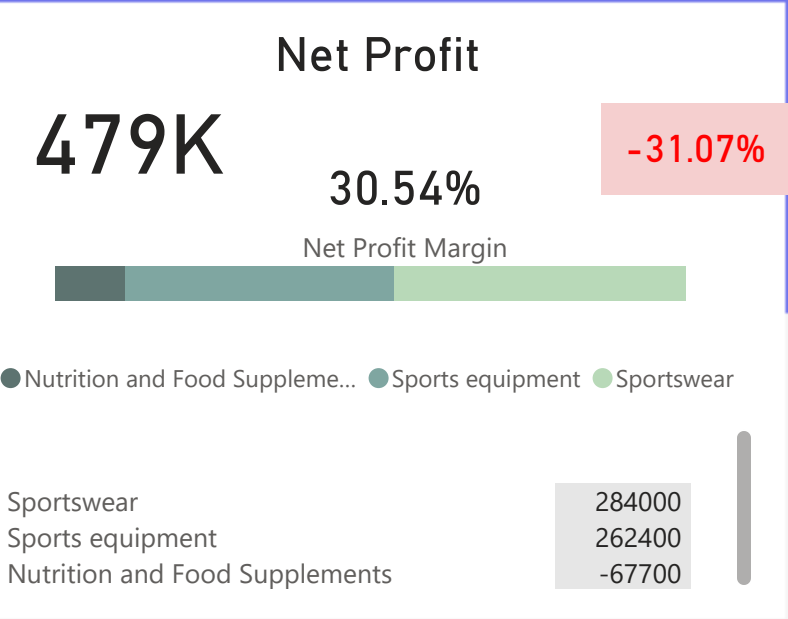 Net Profit
479K
-31.07%
30.54%
Net Profit Margin
Nutrition and Food Suppleme... Sports equipment Sportswear
Sportswear 284000
Sports equipment 262400
Nutrition and Food Supplements -67700